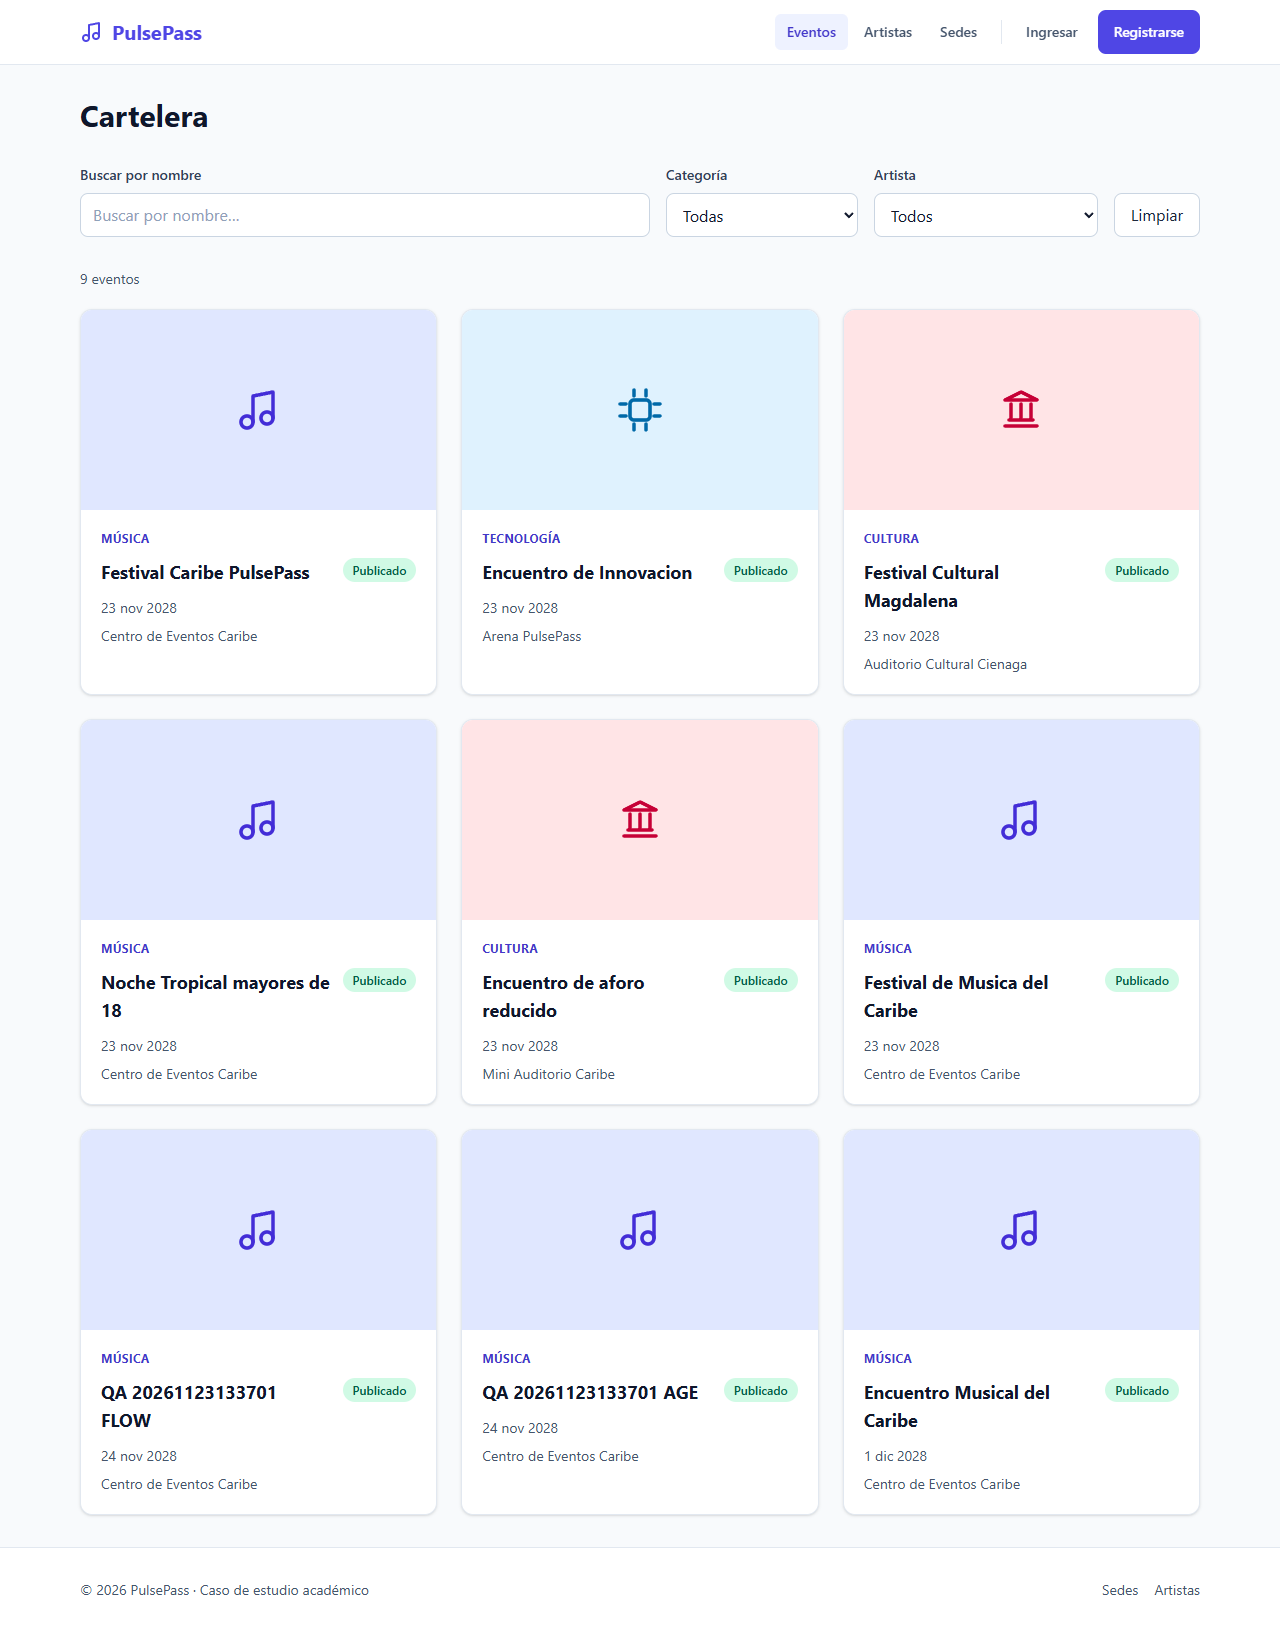 PulsePass
Eventos
Artistas
Sedes
Ingresar
Registrarse
Cartelera
Buscar por nombre
Categoría
Artista
Buscar por nombre...
Todas
Todos
Limpiar
9 eventos
MÚSICA
Festival Caribe PulsePass
Publicado
23 nov 2028
Centro de Eventos Caribe
TECNOLOGÍA
Encuentro de Innovacion
Publicado
23 nov 2028
Arena PulsePass
CULTURA
Festival Cultural
Magdalena
Publicado
23 nov 2028
Auditorio Cultural Cienaga
MÚSICA
Noche Tropical mayores de
18
Publicado
23 nov 2028
Centro de Eventos Caribe
CULTURA
Encuentro de aforo
reducido
Publicado
23 nov 2028
Mini Auditorio Caribe
MÚSICA
Festival de Musica del
Caribe
Publicado
23 nov 2028
Centro de Eventos Caribe
MÚSICA
QA 20261123133701
FLOW
Publicado
24 nov 2028
Centro de Eventos Caribe
MÚSICA
QA 20261123133701 AGE
Publicado
24 nov 2028
Centro de Eventos Caribe
MÚSICA
Encuentro Musical del
Caribe
Publicado
1 dic 2028
Centro de Eventos Caribe
© 2026 PulsePass · Caso de estudio académico
Sedes
Artistas